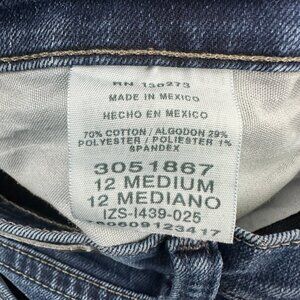 RN 130273
MADE IN MEXICO
HECHO EN MEXICO
70% COTTON / ALGODON 29%
POLYESTER / POLIESTER 1%
SPANDEX
3051867
12 MEDIUM
12 MEDIANO
IZS-I439-025